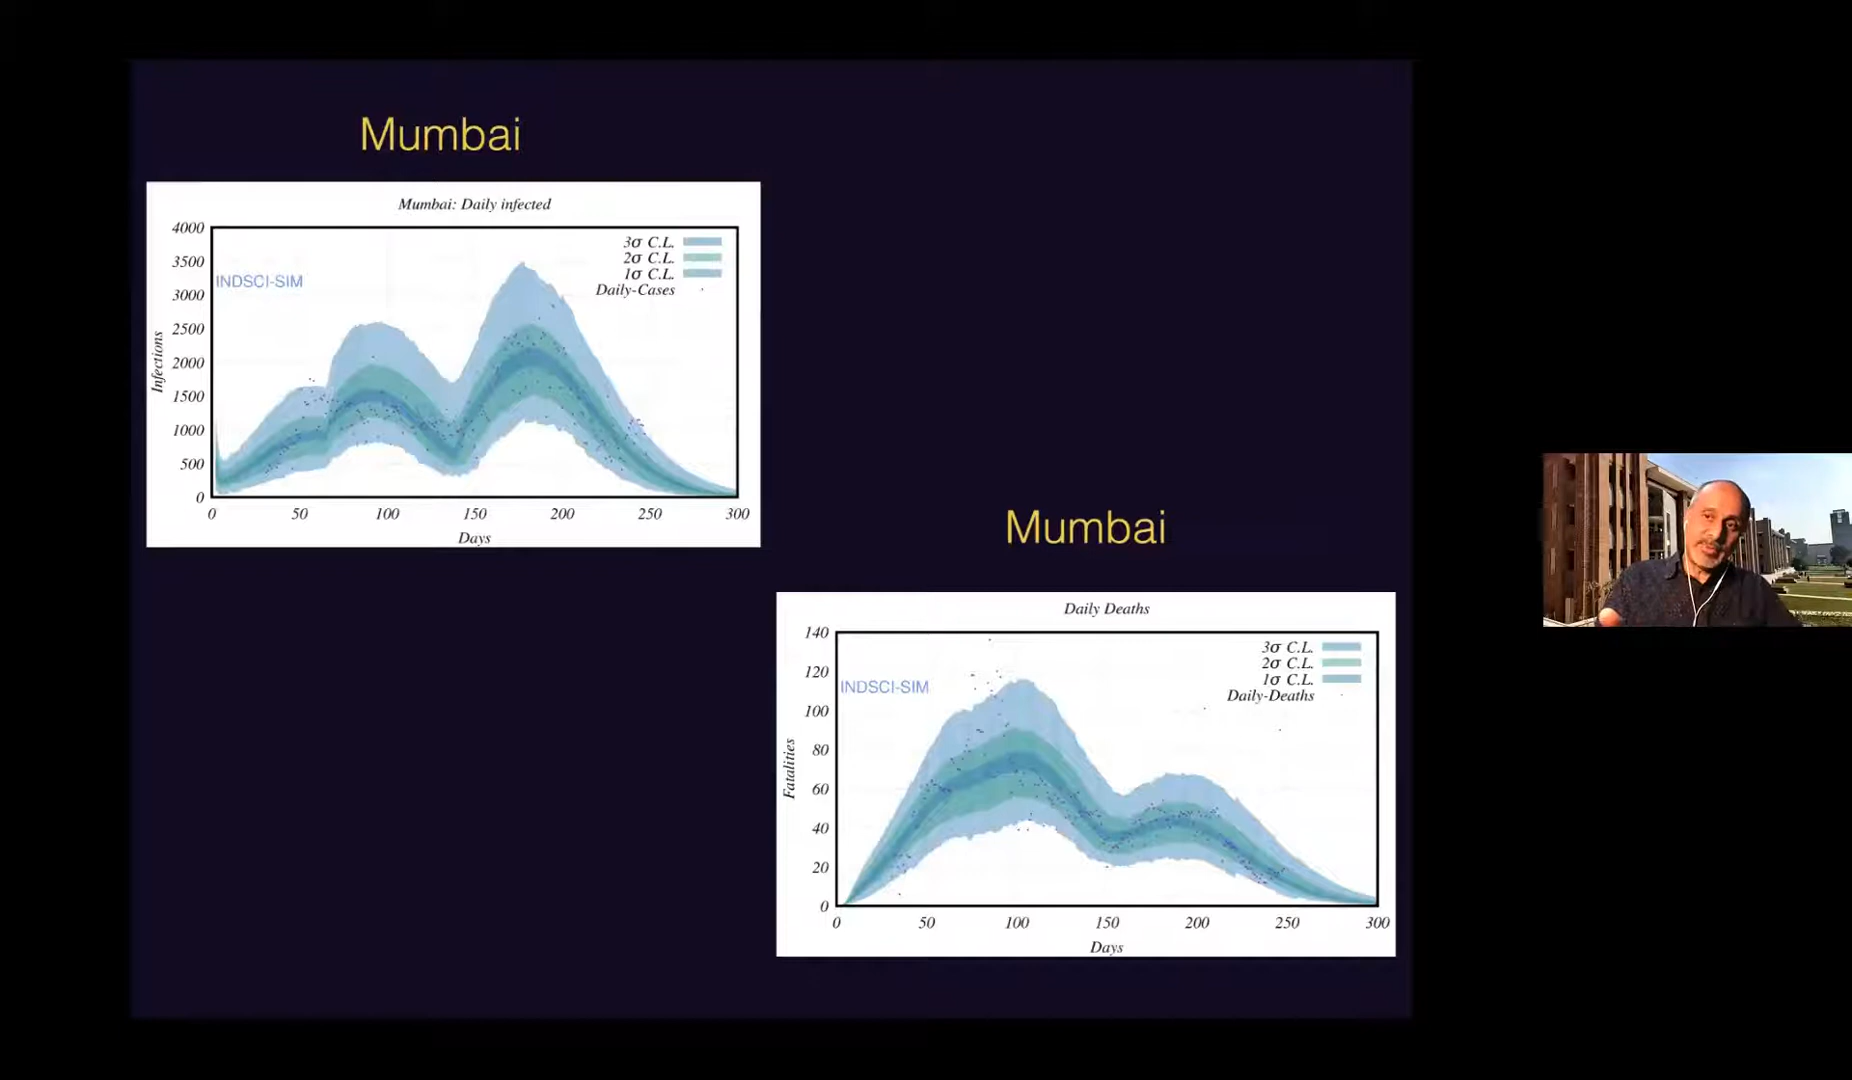 Mumbai
Mumbai: Daily infected
4000
3500
3000
2500
2000
1500
1000
500
0
Infections
INDSCI-SIM
3σ C.L.
2σ C.L.
1σ C.L.
Daily-Cases
0 50 100 150 200 250 300
Days
Mumbai
Daily Deaths
140
120
100
80
60
40
20
0
Fatalities
INDSCI-SIM
3σ C.L.
2σ C.L.
1σ C.L.
Daily-Deaths
0 50 100 150 200 250 300
Days